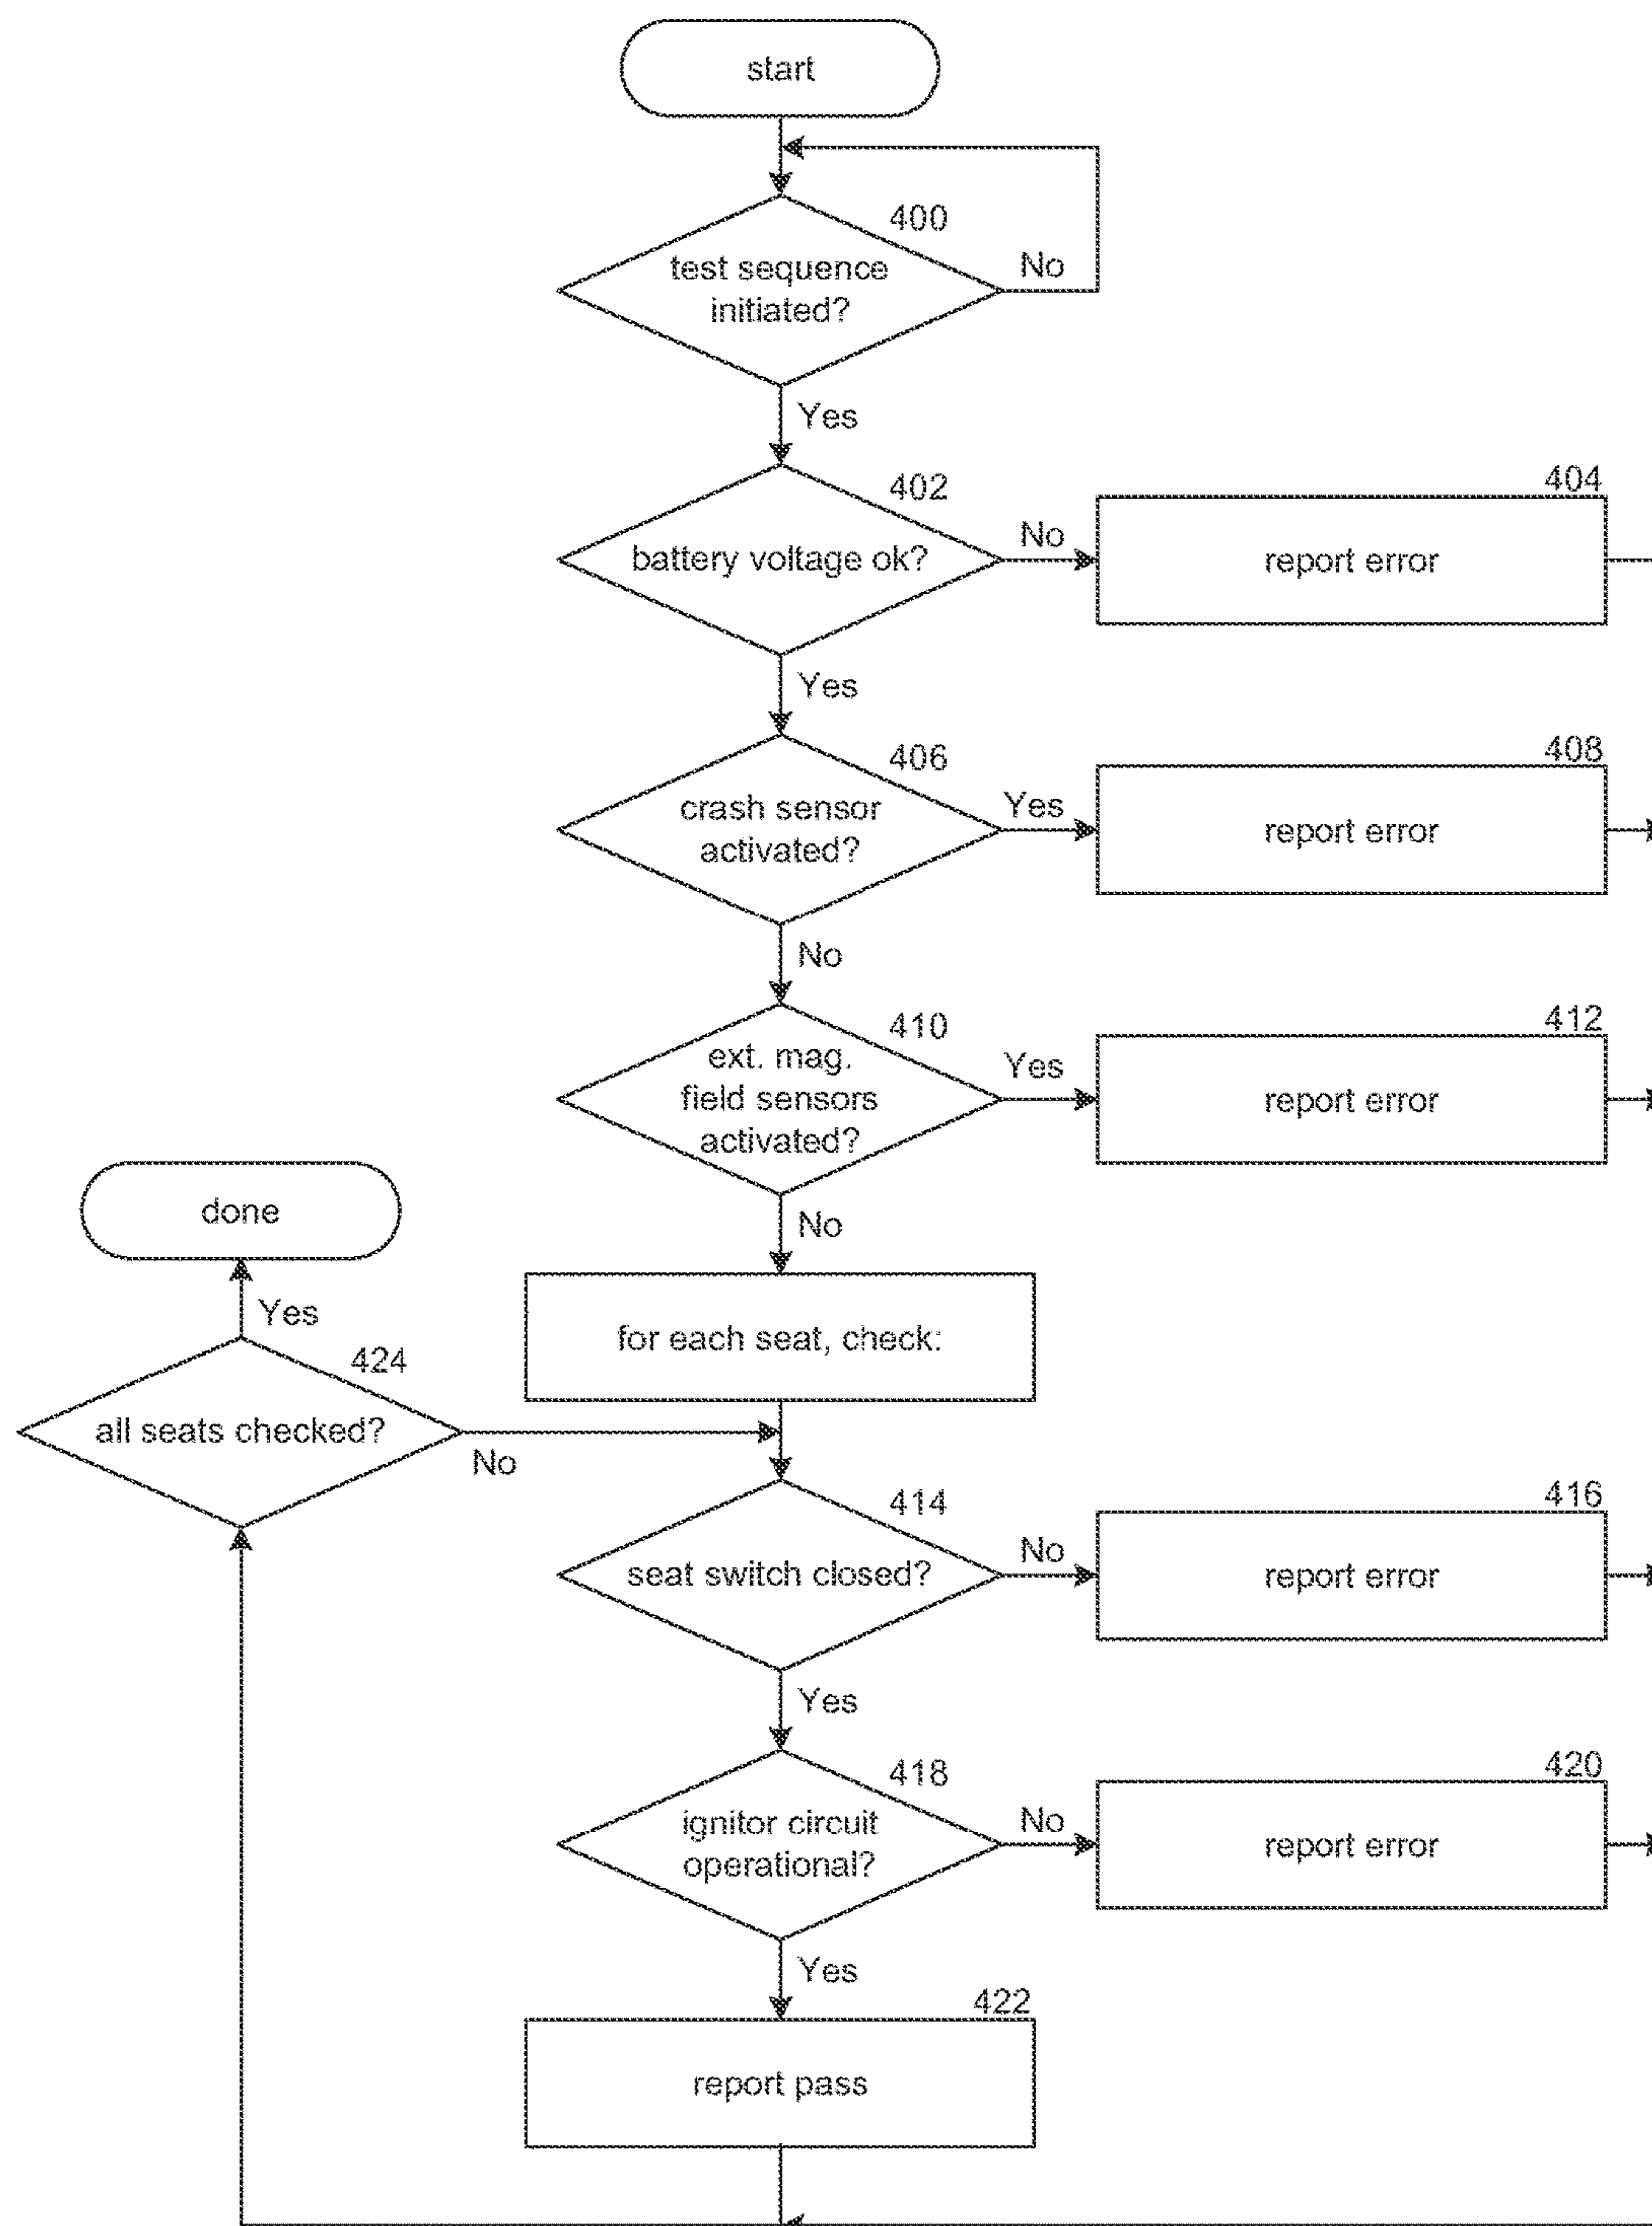 start
400
test sequence
initiated?
No
Yes
402
battery voltage ok?
No
404
report error
Yes
406
crash sensor
activated?
Yes
408
report error
No
410
ext. mag.
field sensors
activated?
Yes
412
report error
No
done
Yes
for each seat, check:
424
all seats checked?
No
414
seat switch closed?
No
416
report error
Yes
418
ignitor circuit
operational?
No
420
report error
Yes
422
report pass